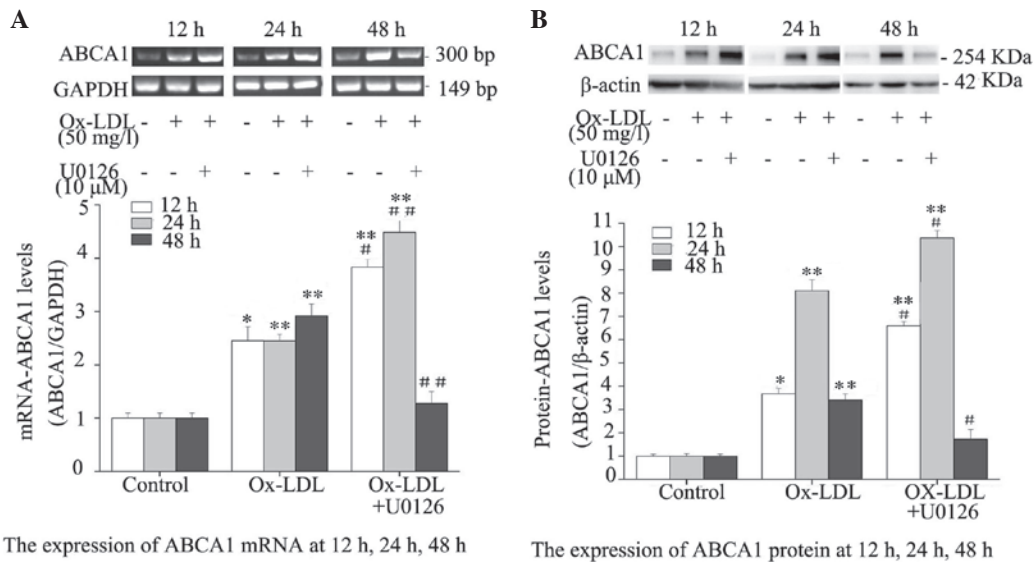 A
12 h 24 h 48 h
ABCA1 300 bp
GAPDH 149 bp
Ox-LDL - + + - + + - + +
(50 mg/l)
U0126 - - + - - + - - +
(10 μM)
mRNA-ABCA1 levels
(ABCA1/GAPDH)
5
4
3
2
1
0
12 h
24 h
48 h
* ** **
** # ** # # # #
Control Ox-LDL Ox-LDL
+U0126
The expression of ABCA1 mRNA at 12 h, 24 h, 48 h
B
12 h 24 h 48 h
ABCA1 - 254 KDa
β-actin - 42 KDa
Ox-LDL - + + - + + - + +
(50 mg/l)
U0126 - - + - - + - - +
(10 μM)
Protein-ABCA1 levels
(ABCA1/β-actin)
11
10
8
7
6
4
3
2
1
0
12 h
24 h
48 h
* ** **
** # ** # #
Control Ox-LDL OX-LDL
+U0126
The expression of ABCA1 protein at 12 h, 24 h, 48 h